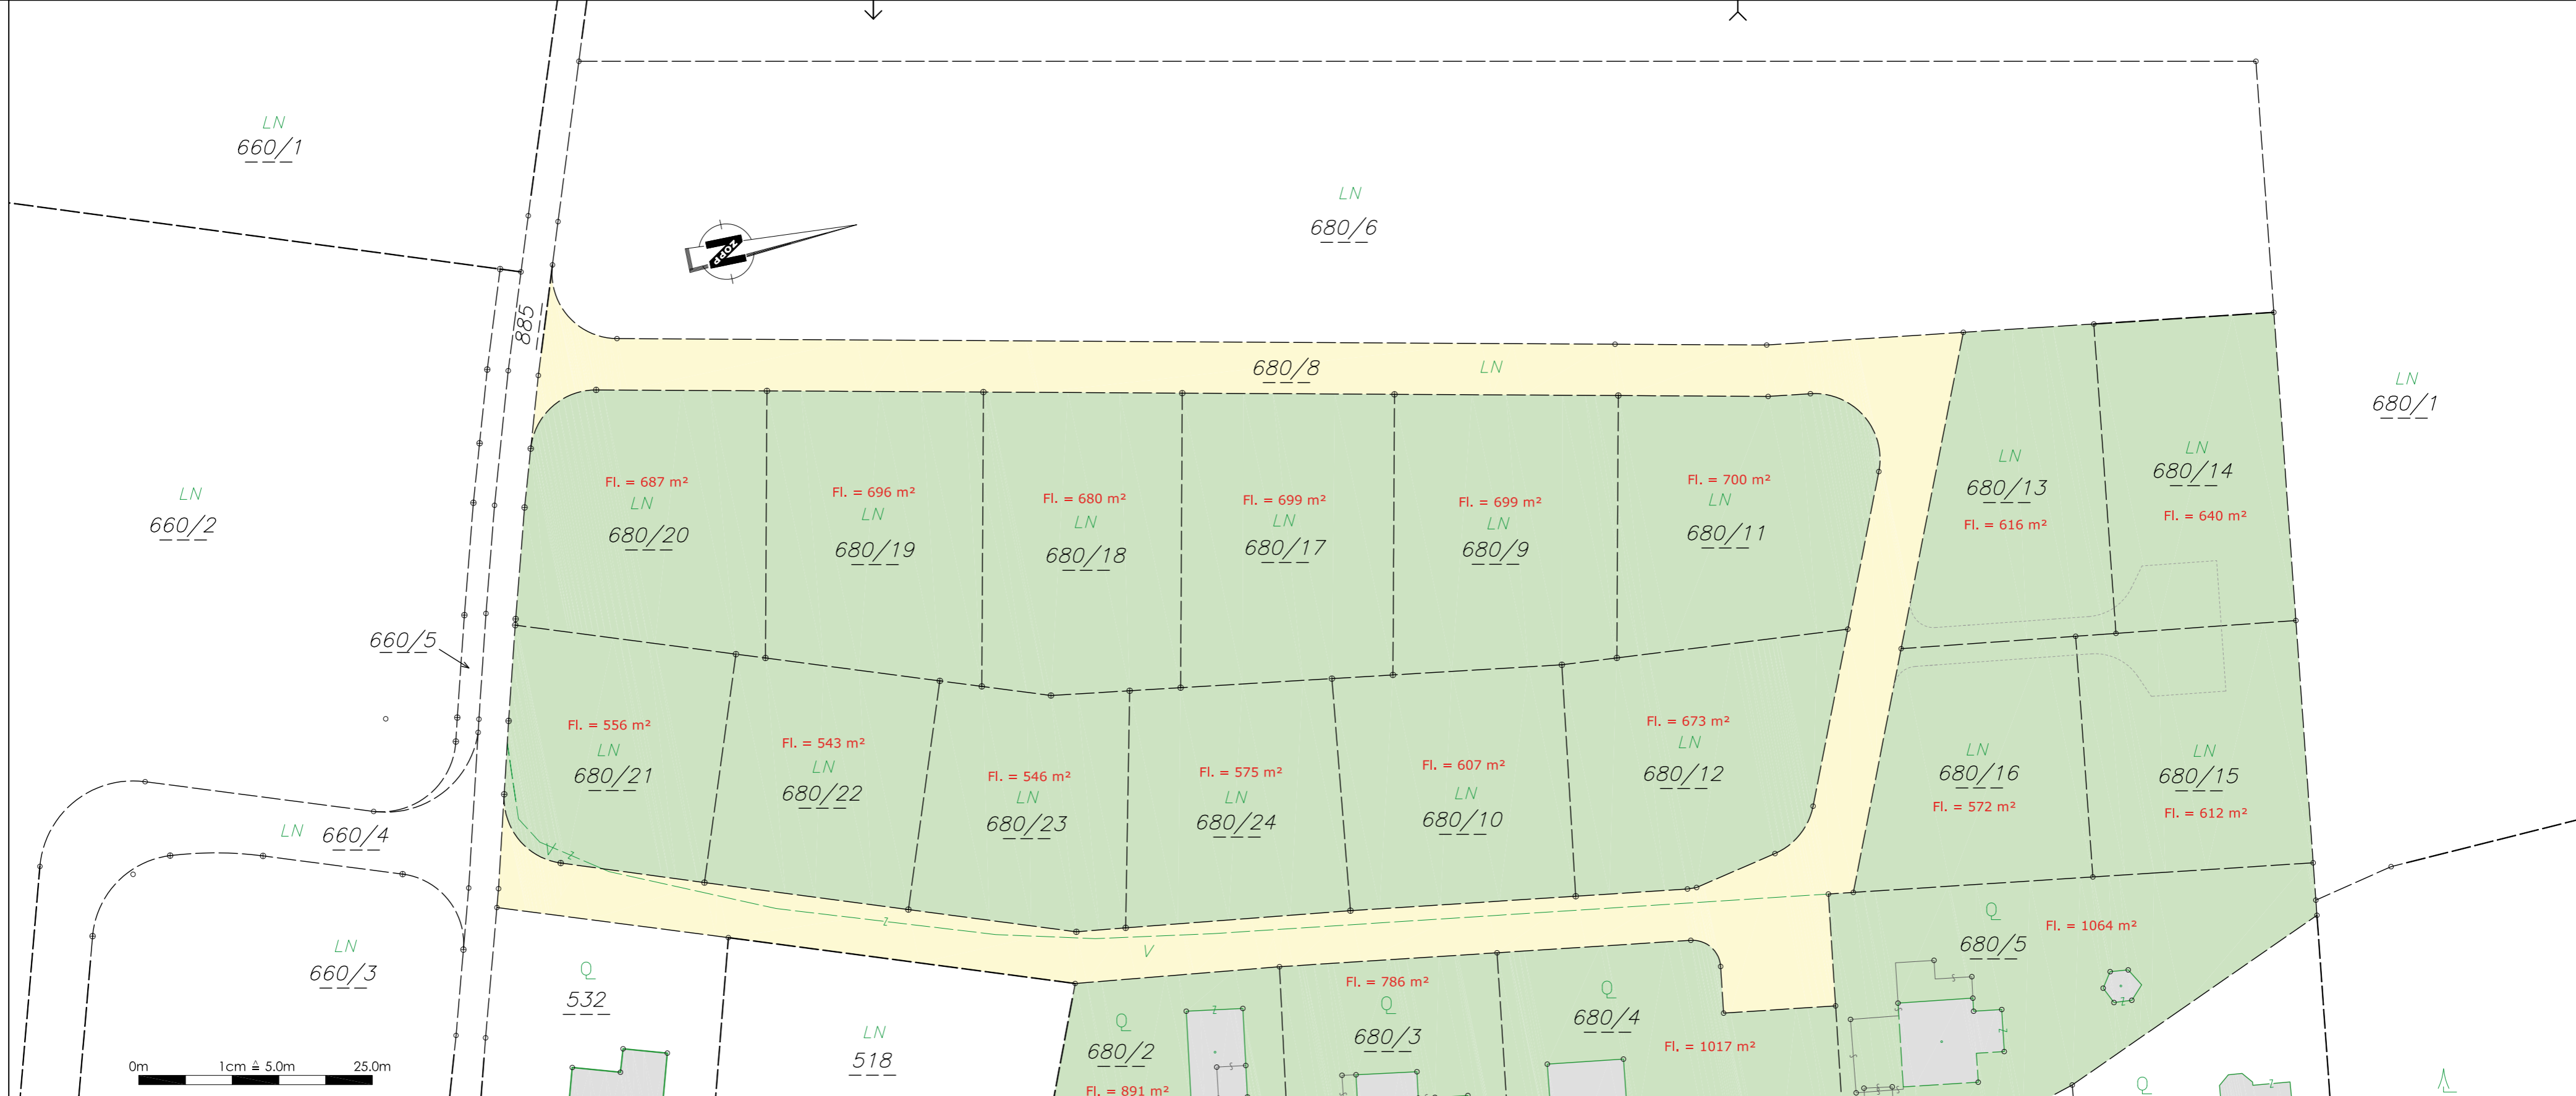 LN
660/1
LN
680/6
ZOPP
885
680/8
LN
LN
680/1
LN
660/2
Fl. = 687 m²
LN
680/20
Fl. = 696 m²
LN
680/19
Fl. = 680 m²
LN
680/18
Fl. = 699 m²
LN
680/17
Fl. = 699 m²
LN
680/9
Fl. = 700 m²
LN
680/11
LN
680/13
Fl. = 616 m²
LN
680/14
Fl. = 640 m²
660/5
Fl. = 556 m²
LN
680/21
Fl. = 543 m²
LN
680/22
Fl. = 546 m²
LN
680/23
Fl. = 575 m²
LN
680/24
Fl. = 607 m²
LN
680/10
Fl. = 673 m²
LN
680/12
LN
680/16
Fl. = 572 m²
LN
680/15
Fl. = 612 m²
LN 660/4
V
V
LN
660/3
532
LN
518
680/2
Fl. = 891 m²
Fl. = 786 m²
680/3
680/4
Fl. = 1017 m²
680/5
Fl. = 1064 m²
0m 1cm ≙ 5.0m 25.0m